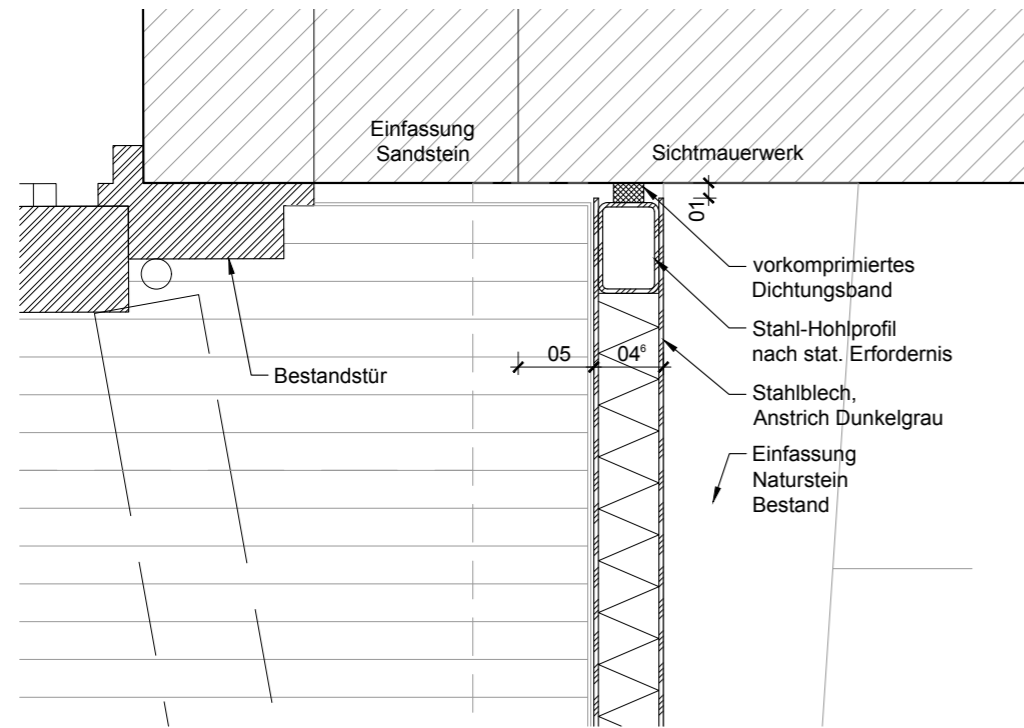 Einfassung
Sandstein
Sichtmauerwerk
01
vorkomprimiertes
Dichtungsband
Stahl-Hohlprofil
nach stat. Erfordernis
05
04⁶
Bestandstür
Stahlblech,
Anstrich Dunkelgrau
Einfassung
Naturstein
Bestand